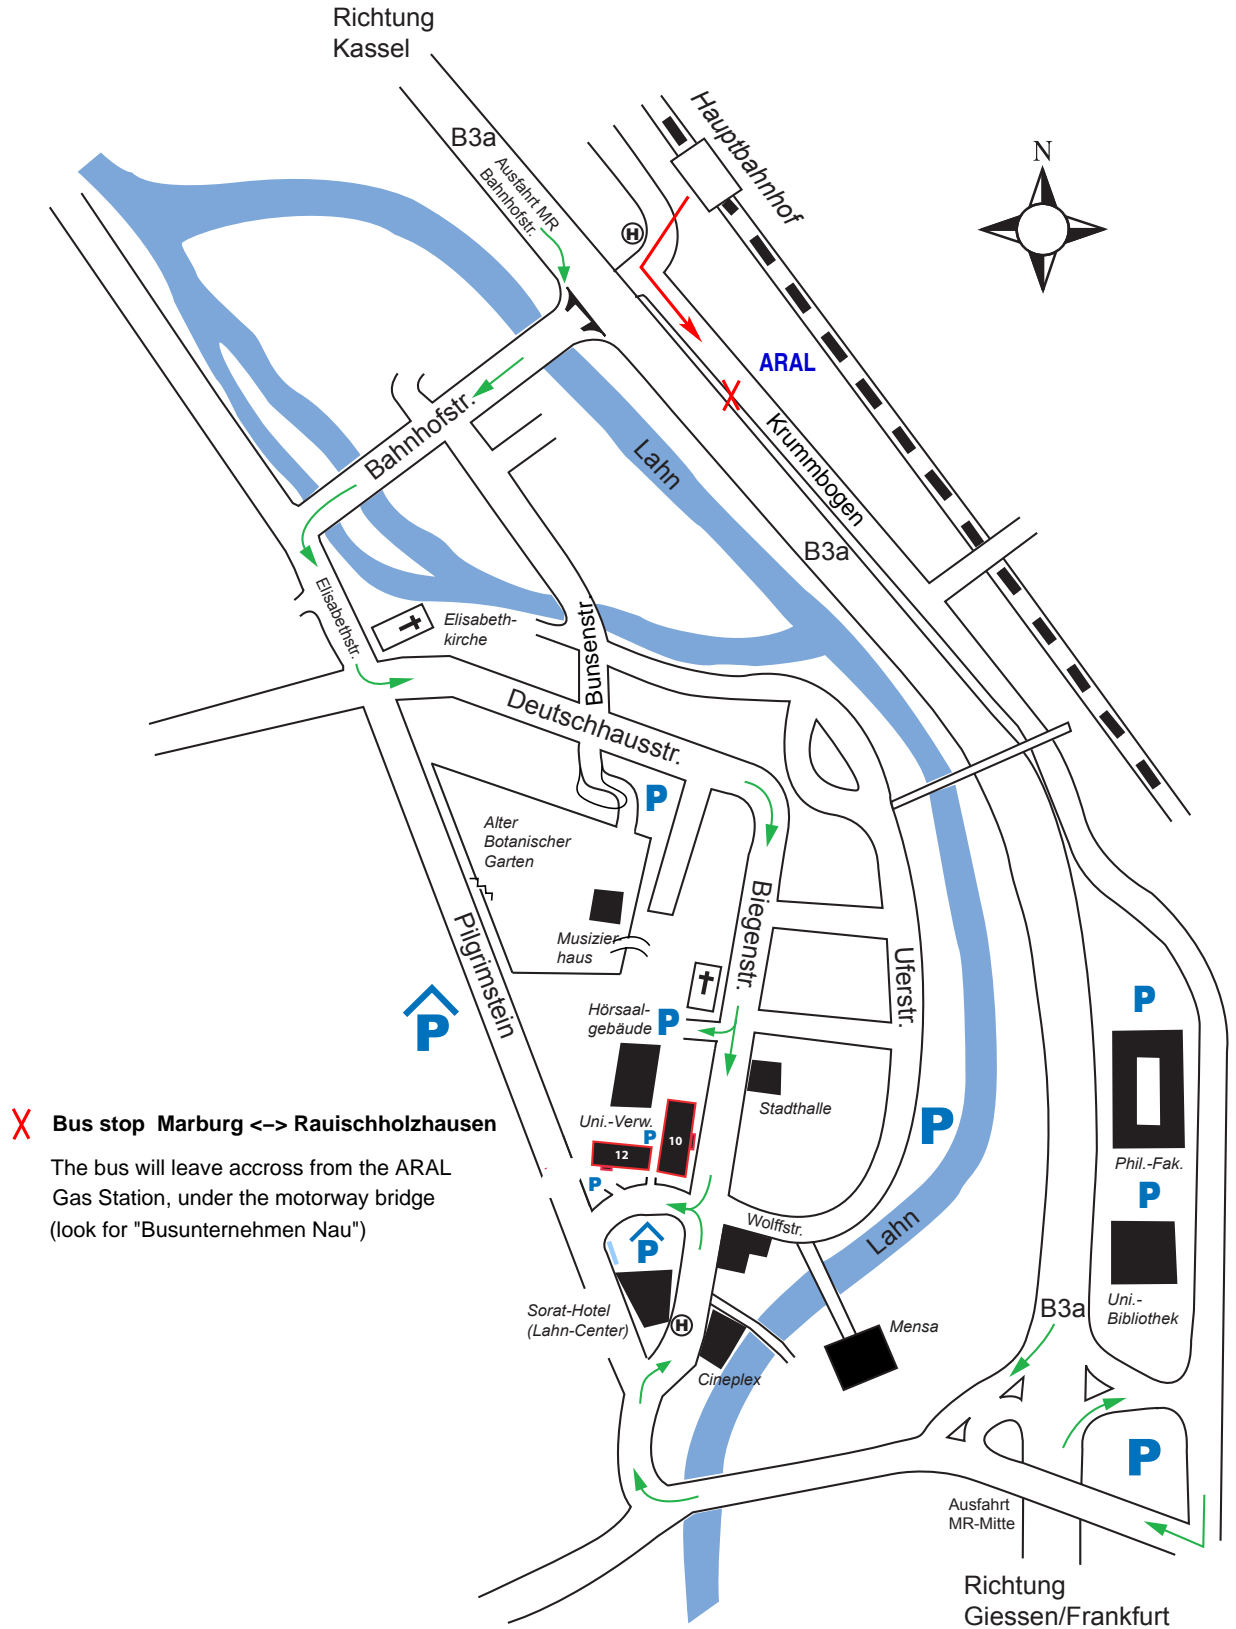 Richtung
Kassel
B3a
Ausfahrt MR
Bahnhofstr.
Hauptbahnhof
N
H
ARAL
Krummbogen
Bahnhofstr.
Lahn
B3a
Elisabethstr.
Elisabeth-
kirche
Bunsenstr.
Deutschhausstr.
P
Alter
Botanischer
Garten
Musizier-
haus
Pilgrimstein
Biegenstr.
Uferstr.
P
P
Hörsaal-
gebäude P
Stadthalle
Uni.-Verw.
P
10
12
P
P
Phil.-Fak.
P
X Bus stop Marburg <–> Rauischholzhausen
The bus will leave accross from the ARAL
Gas Station, under the motorway bridge
(look for "Busunternehmen Nau")
Wolffstr.
Lahn
P
Sorat-Hotel
(Lahn-Center)
H
Cineplex
Mensa
B3a
Uni.-
Bibliothek
P
Ausfahrt
MR-Mitte
Richtung
Giessen/Frankfurt